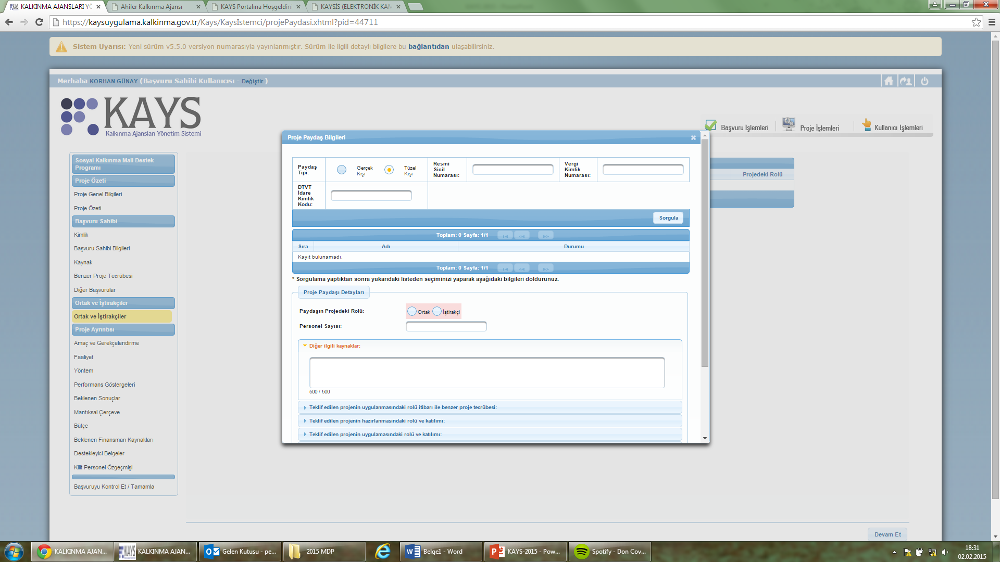 KALKINMA AJANSLARI YÖ
Ahiler Kalkınma Ajansı
KAYS Portalına Hoşgeldin
KAYSİS (ELEKTRONİK KAM
https://kaysuygulama.kalkinma.gov.tr/Kays/KaysIstemci/projePaydasi.xhtml?pid=44711
Sistem Uyarısı: Yeni sürüm v5.5.0 versiyon numarasıyla yayınlanmıştır. Sürüm ile ilgili detaylı bilgilere bu bağlantıdan ulaşabilirsiniz.
Merhaba KORHAN GÜNAY (Başvuru Sahibi Kullanıcısı - Değiştir )
KAYS
Kalkınma Ajansları Yönetim Sistemi
Başvuru İşlemleri
Proje İşlemleri
Kullanıcı İşlemleri
Sosyal Kalkınma Mali Destek
Programı
Proje Özeti
Proje Genel Bilgileri
Proje Özeti
Başvuru Sahibi
Kimlik
Başvuru Sahibi Bilgileri
Kaynak
Benzer Proje Tecrübesi
Diğer Başvurular
Ortak ve İştirakçiler
Ortak ve İştirakçiler
Proje Ayrıntısı
Amaç ve Gerekçelendirme
Faaliyet
Yöntem
Performans Göstergeleri
Beklenen Sonuçlar
Mantıksal Çerçeve
Bütçe
Beklenen Finansman Kaynakları
Destekleyici Belgeler
Kilit Personel Özgeçmişi
Başvuruyu Kontrol Et / Tamamla
Projedeki Rolü
Proje Paydaş Bilgileri
Paydaş
Tipi:
Gerçek
Kişi
Tüzel
Kişi
Resmi
Sicil
Numarası:
Vergi
Kimlik
Numarası:
DTVT
İdare
Kimlik
Kodu:
Sorgula
Toplam: 0 Sayfa: 1/1
Sıra Adı Durumu
Kayıt bulunamadı.
Toplam: 0 Sayfa: 1/1
* Sorgulama yaptıktan sonra yukarıdaki listeden seçiminizi yaparak aşağıdaki bilgileri doldurunuz.
Proje Paydaşı Detayları
Paydaşın Projedeki Rolü: Ortak İştirakçi
Personel Sayısı:
Diğer ilgili kaynaklar:
500 / 500
Teklif edilen projenin uygulanmasındaki rolü itibarı ile benzer proje tecrübesi:
Teklif edilen projenin hazırlanmasındaki rolü ve katılımı:
Teklif edilen projenin uygulamasındaki rolü ve katılımı:
Devam Et
KALKINMA AJAN...
KALKINMA AJAN...
Gelen Kutusu - pe...
2015 MDP
Belge1 - Word
KAYS-2015 - Pow...
Spotify - Don Cov...
18:31
02.02.2015